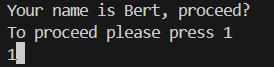 Your name is Bert, proceed?
To proceed please press 1
1